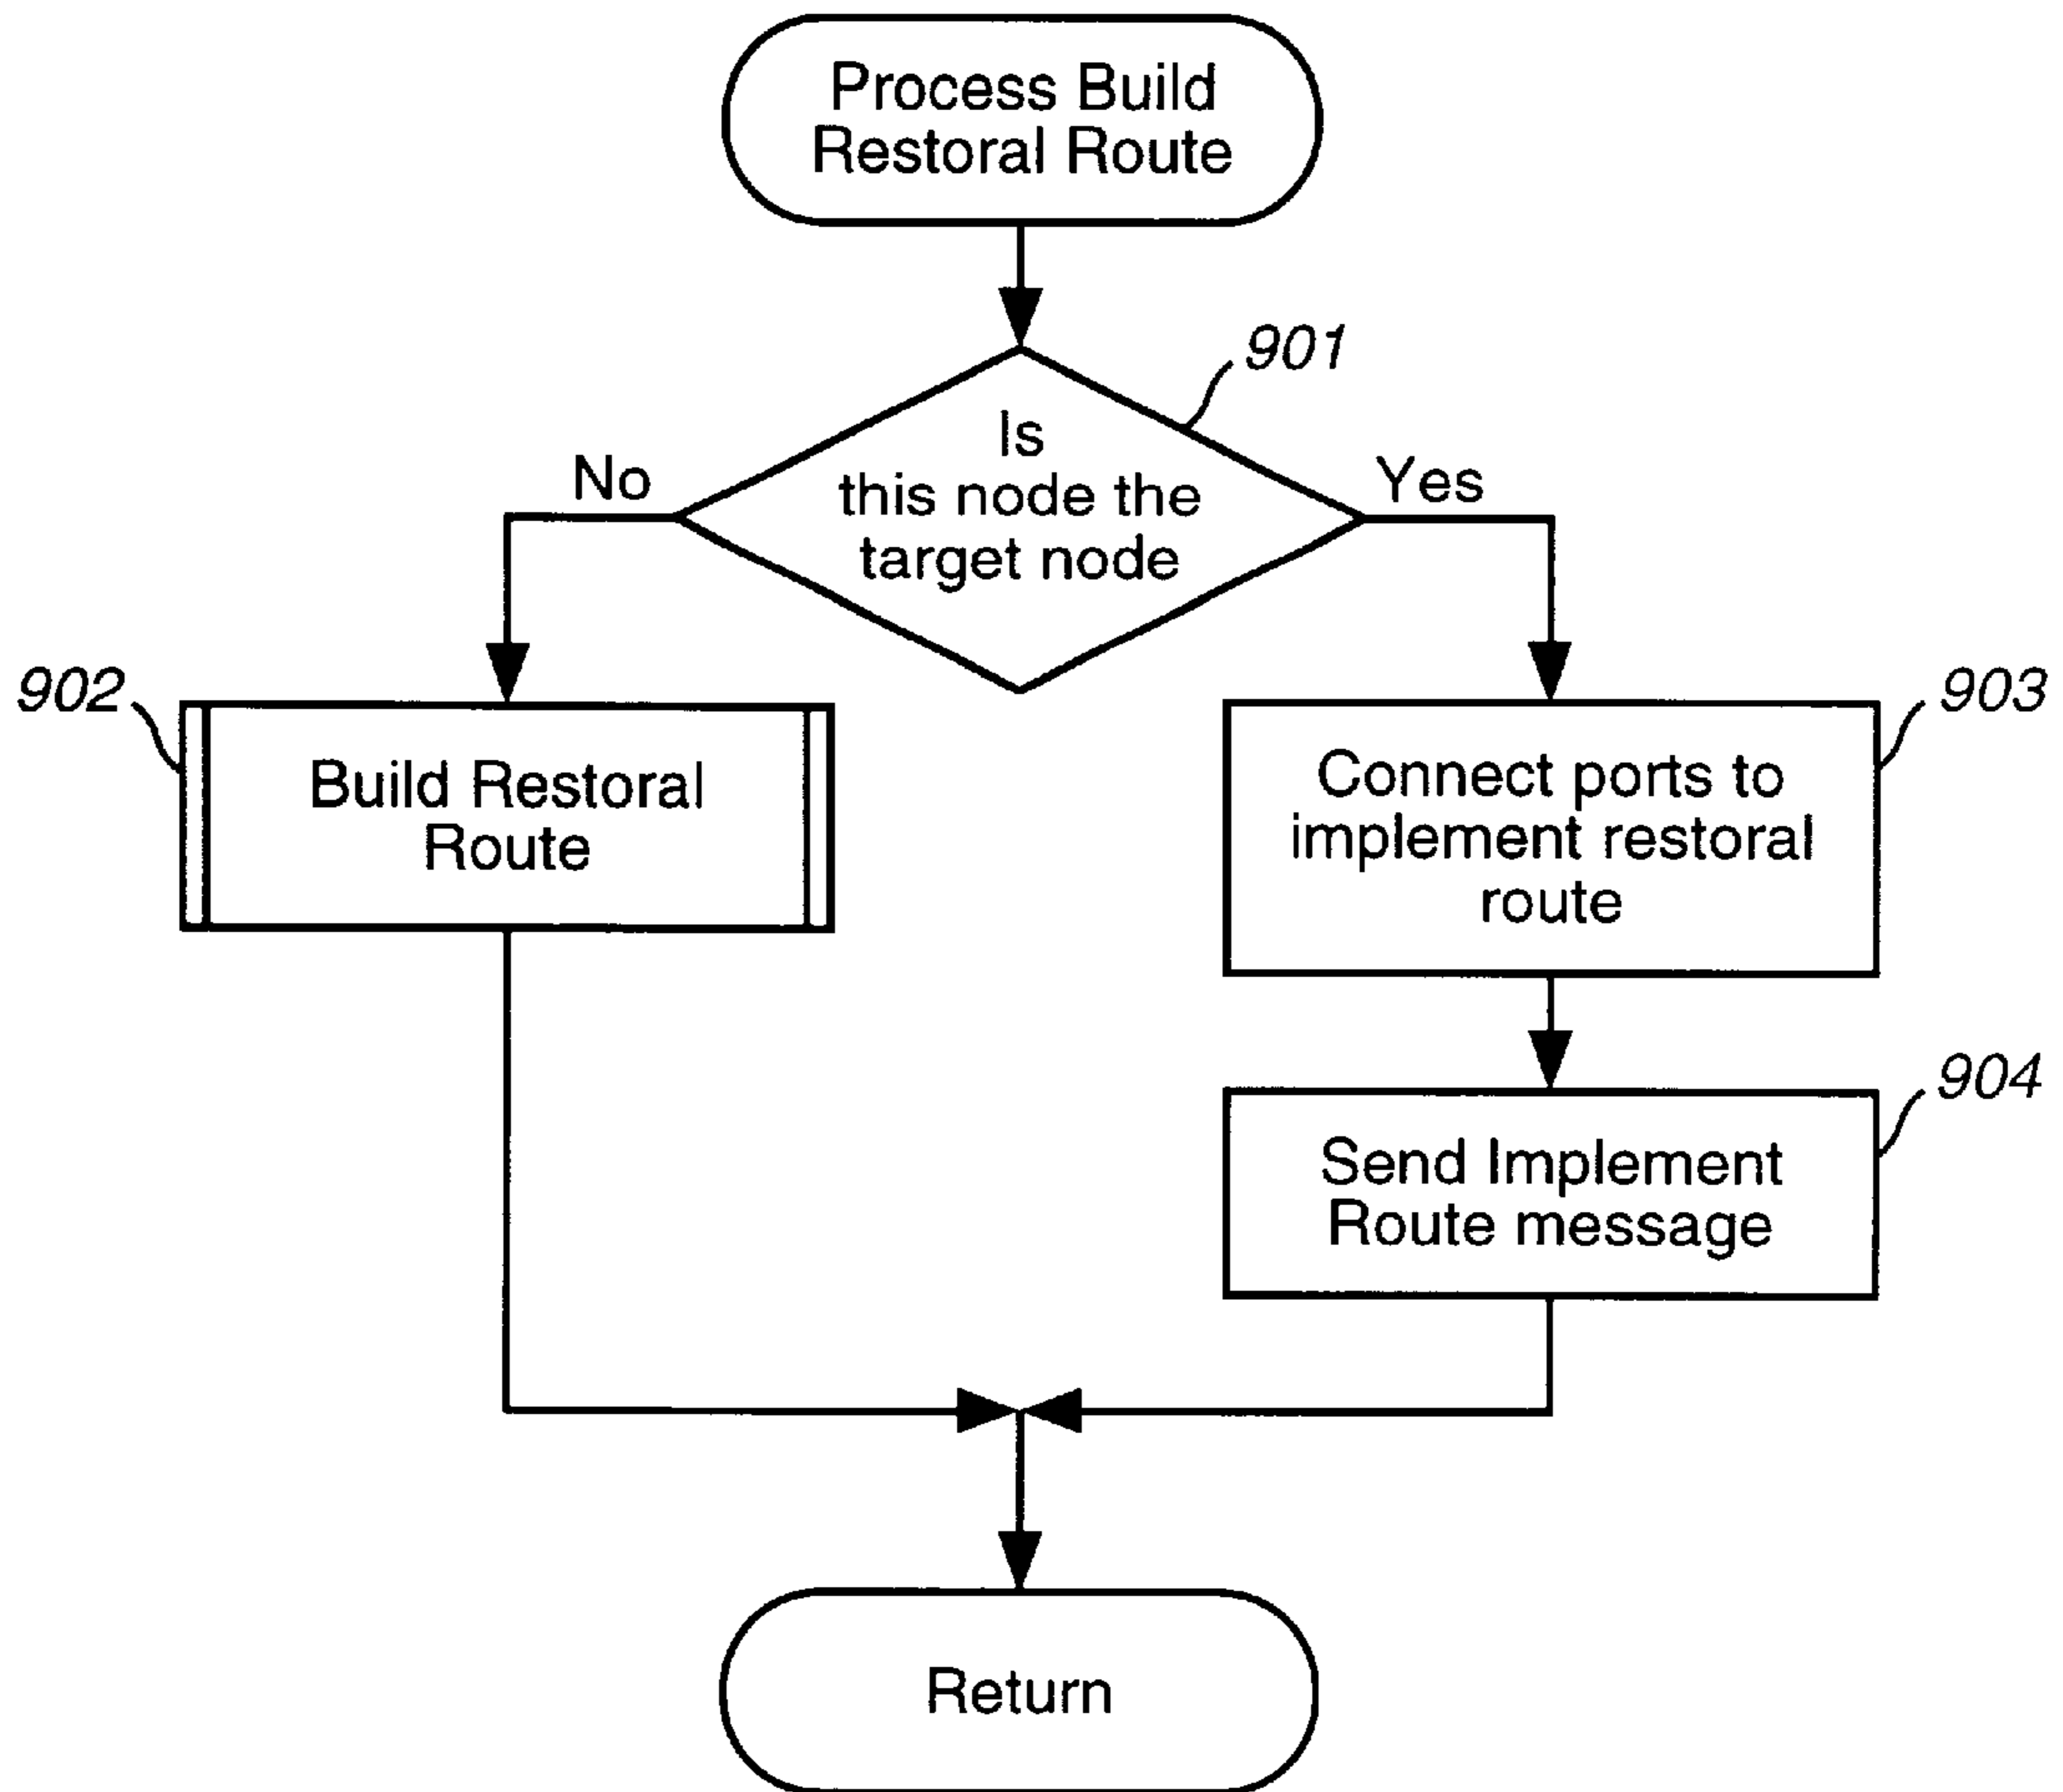 Process Build
Restoral Route
901
Is
this node the
target node
No
Yes
902
Build Restoral
Route
903
Connect ports to
implement restoral
route
904
Send Implement
Route message
Return